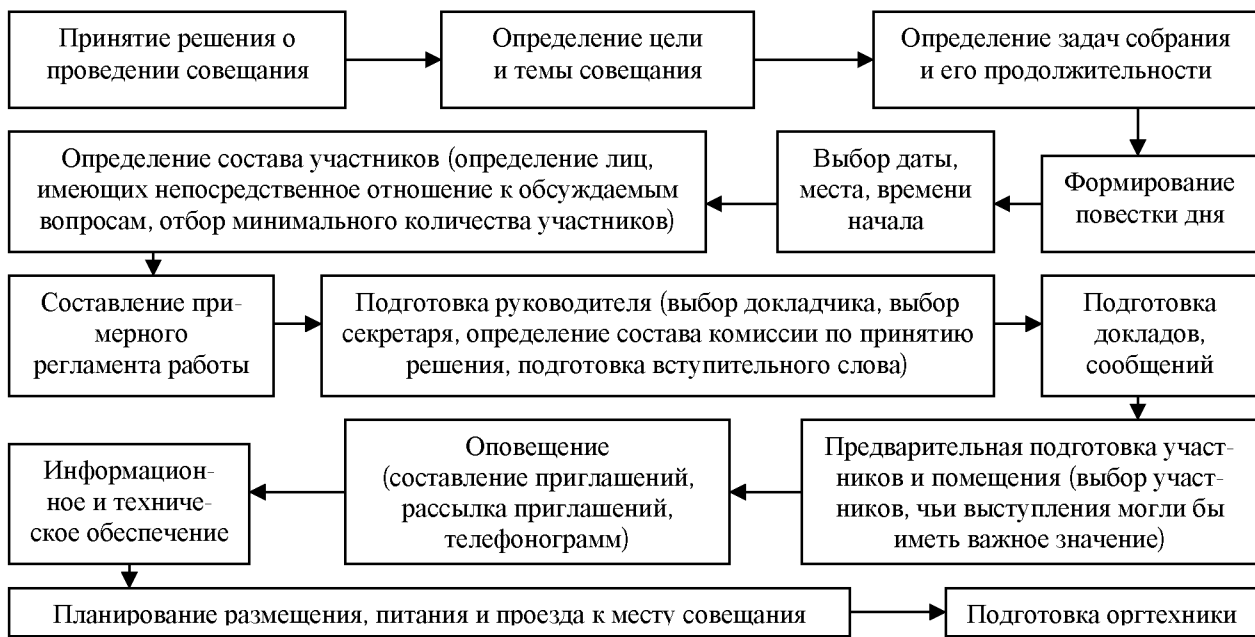 Принятие решения о
проведении совещания
Определение цели
и темы совещания
Определение задач собрания
и его продолжительности
Формирование
повестки дня
Выбор даты,
места, времени
начала
Определение состава участников (определение лиц,
имеющих непосредственное отношение к обсуждаемым
вопросам, отбор минимального количества участников)
Составление при-
мерного
регламента работы
Подготовка руководителя (выбор докладчика, выбор
секретаря, определение состава комиссии по принятию
решения, подготовка вступительного слова)
Подготовка
докладов,
сообщений
Предварительная подготовка участ-
ников и помещения (выбор участ-
ников, чьи выступления могли бы
иметь важное значение)
Оповещение
(составление приглашений,
рассылка приглашений,
телефонограмм)
Информацион-
ное и техниче-
ское обеспечение
Планирование размещения, питания и проезда к месту совещания
Подготовка оргтехники